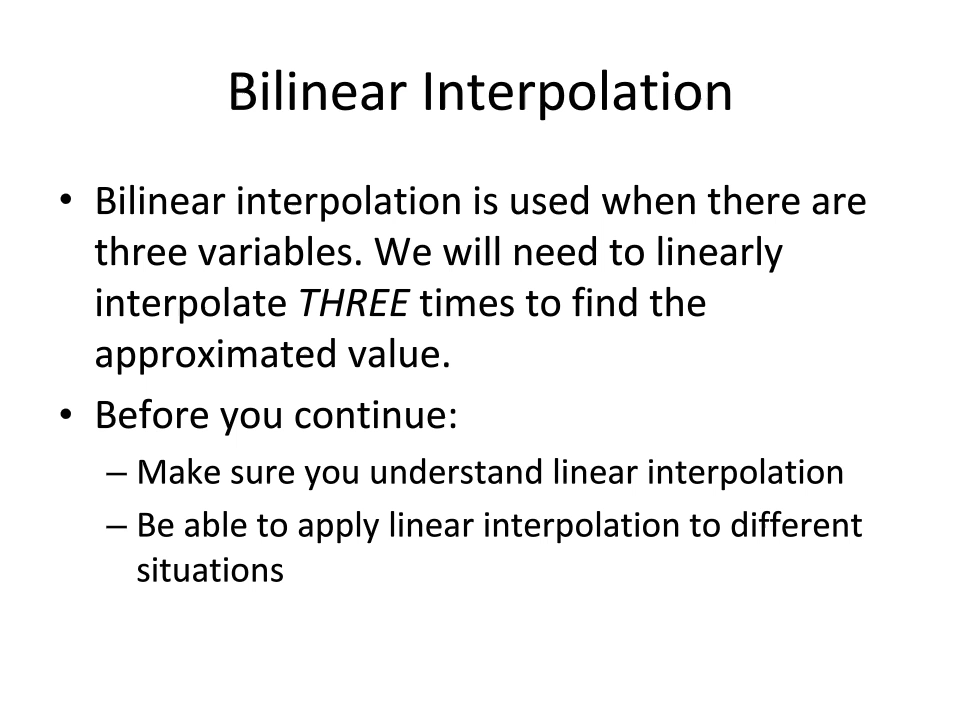 Bilinear Interpolation
• Bilinear interpolation is used when there are
three variables. We will need to linearly
interpolate THREE times to find the
approximated value.
• Before you continue:
– Make sure you understand linear interpolation
– Be able to apply linear interpolation to different
situations